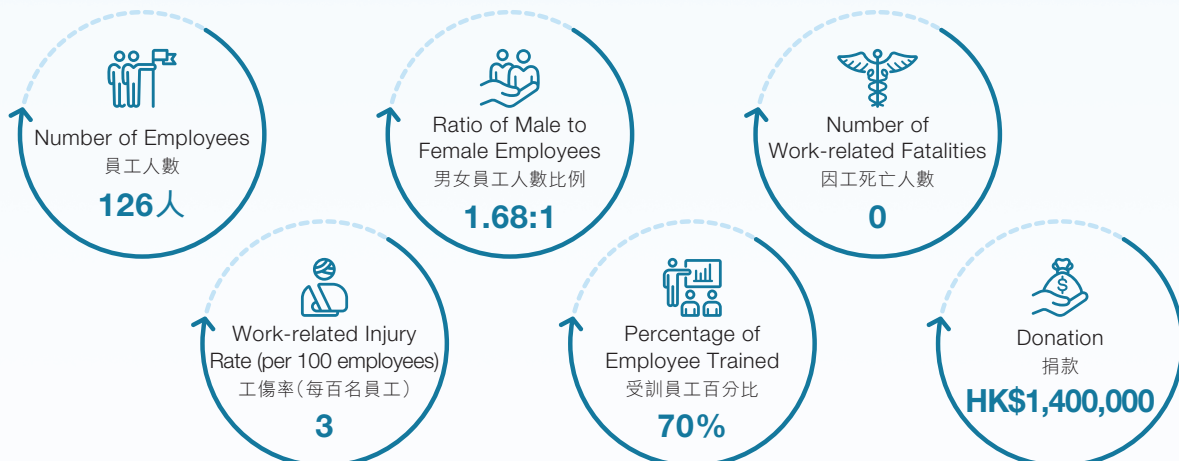 Number of Employees
員工人數
126人
Ratio of Male to
Female Employees
男女員工人數比例
1.68:1
Number of
Work-related Fatalities
因工死亡人數
0
Work-related Injury
Rate (per 100 employees)
工傷率(每百名員工)
3
Percentage of
Employee Trained
受訓員工百分比
70%
$
Donation
捐款
HK$1,400,000